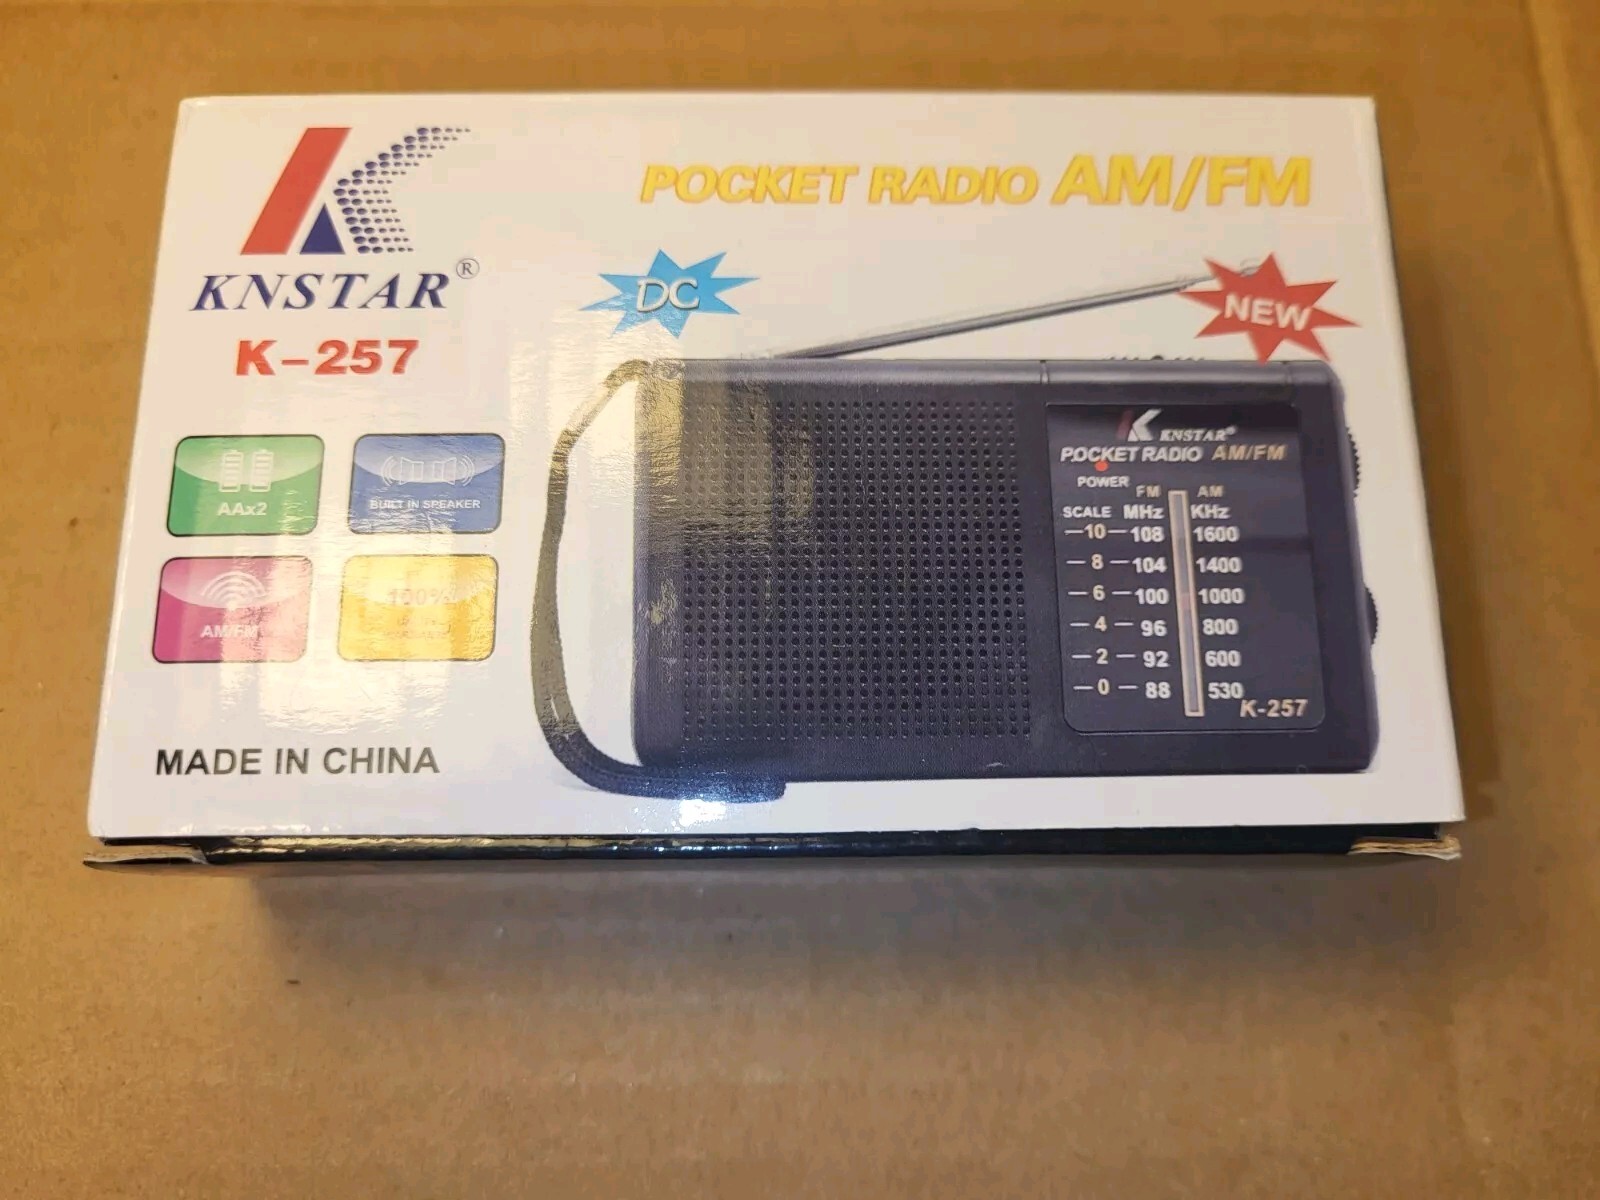 POCKET RADIO AM/FM
KNSTAR®
K-257
DC
NEW
AAx2
BUILT IN SPEAKER
AM/FM
100%
MADE IN CHINA
KNSTAR®
POCKET RADIO AM/FM
POWER
FM AM
SCALE MHz KHz
10 108 1600
8 104 1400
6 100 1000
4 96 800
2 92 600
0 88 530
K-257